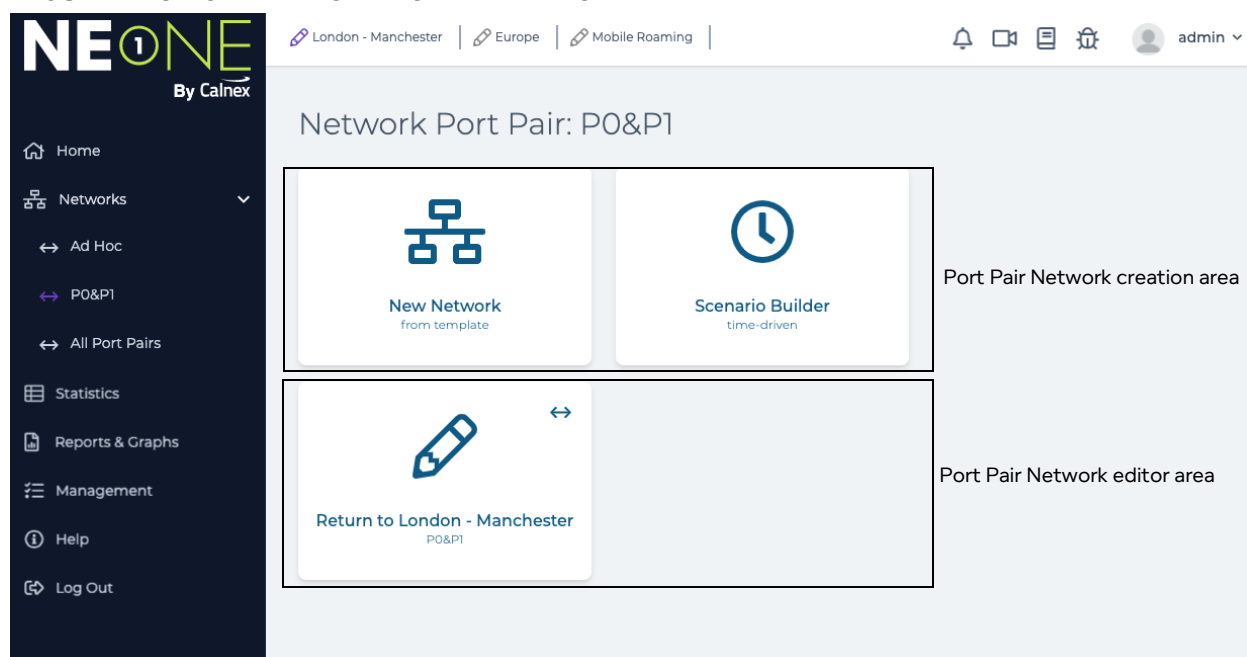 NE1NE
By Calnex
London - Manchester
Europe
Mobile Roaming
admin
Home
Networks
Ad Hoc
P0&P1
All Port Pairs
Statistics
Reports & Graphs
Management
Help
Log Out
Network Port Pair: P0&P1
New Network
from template
Scenario Builder
time-driven
Port Pair Network creation area
Return to London - Manchester
P0&P1
Port Pair Network editor area